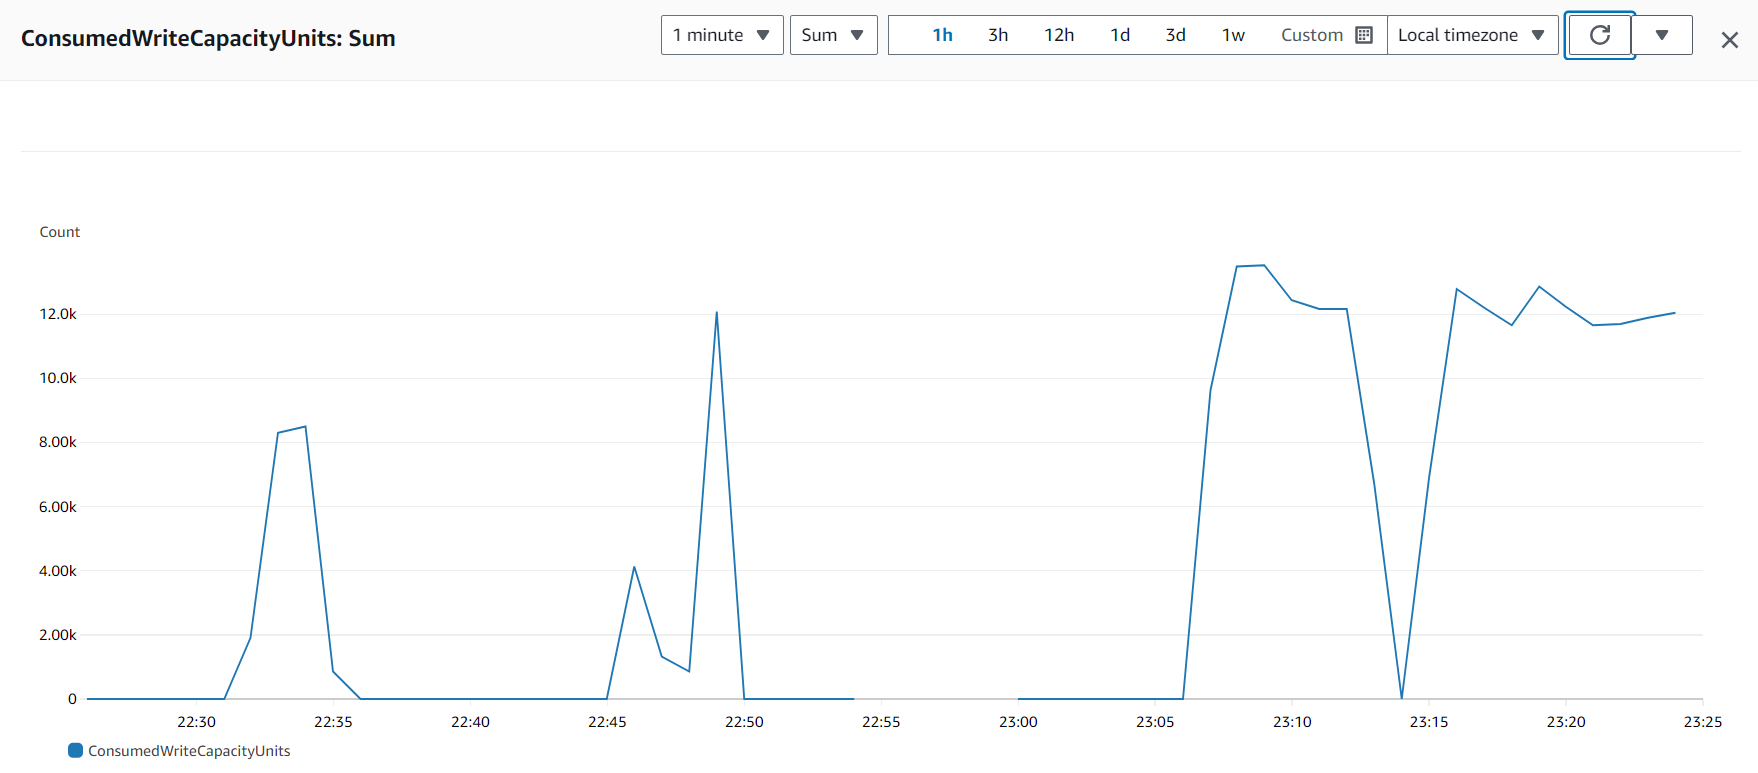 ConsumedWriteCapacityUnits: Sum
1 minute Sum 1h 3h 12h 1d 3d 1w Custom Local timezone
Count
12.0k
10.0k
8.00k
6.00k
4.00k
2.00k
0
22:30 22:35 22:40 22:45 22:50 22:55 23:00 23:05 23:10 23:15 23:20 23:25
ConsumedWriteCapacityUnits